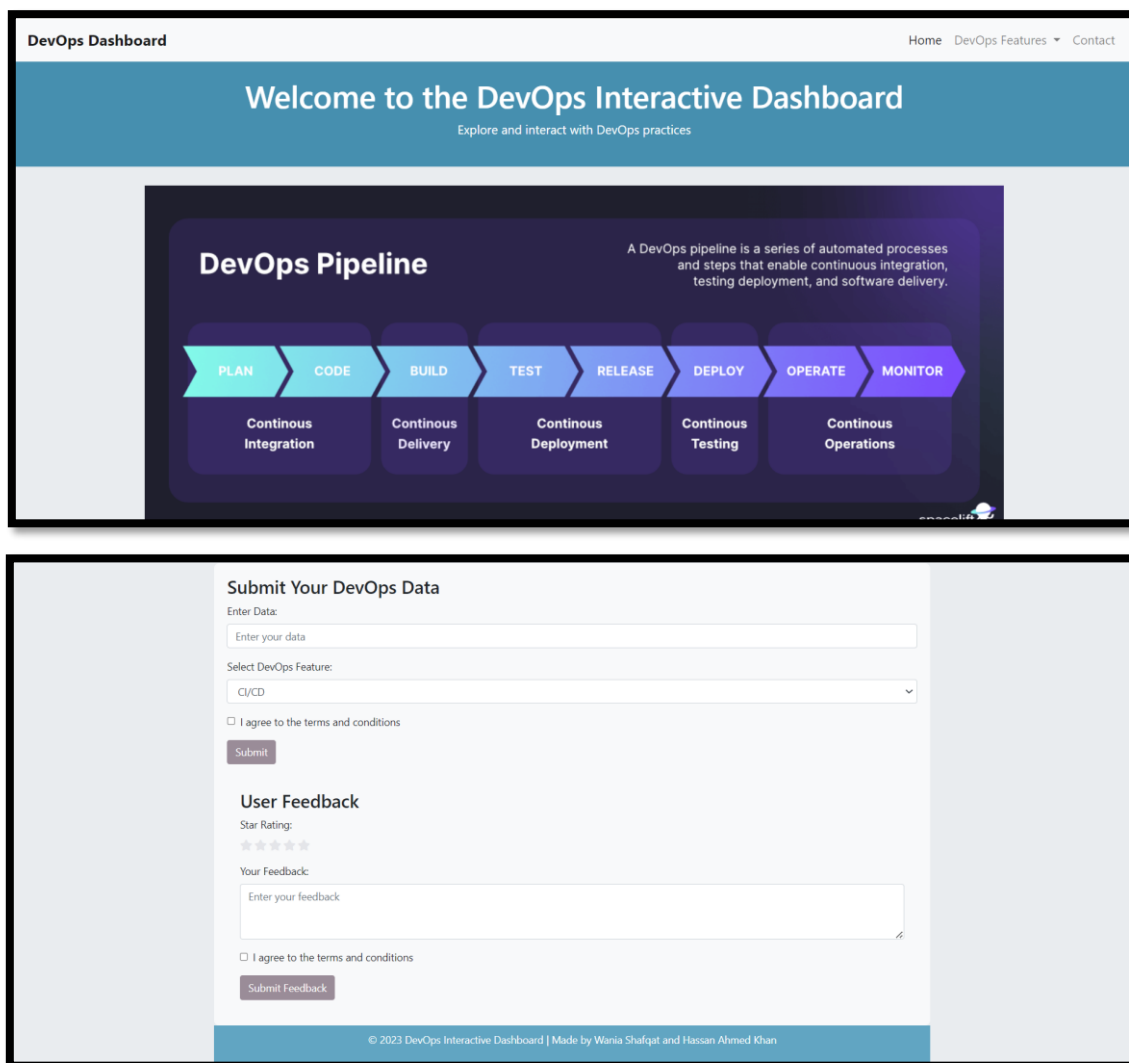 DevOps Dashboard
Home DevOps Features Contact
Welcome to the DevOps Interactive Dashboard
Explore and interact with DevOps practices
DevOps Pipeline
A DevOps pipeline is a series of automated processes
and steps that enable continuous integration,
testing deployment, and software delivery.
PLAN CODE BUILD TEST RELEASE DEPLOY OPERATE MONITOR
Continous
Integration
Continous
Delivery
Continous
Deployment
Continous
Testing
Continous
Operations
spacelift
Submit Your DevOps Data
Enter Data:
Enter your data
Select DevOps Feature:
CI/CD
I agree to the terms and conditions
Submit
User Feedback
Star Rating:
Your Feedback:
Enter your feedback
I agree to the terms and conditions
Submit Feedback
© 2023 DevOps Interactive Dashboard | Made by Wania Shafqat and Hassan Ahmed Khan